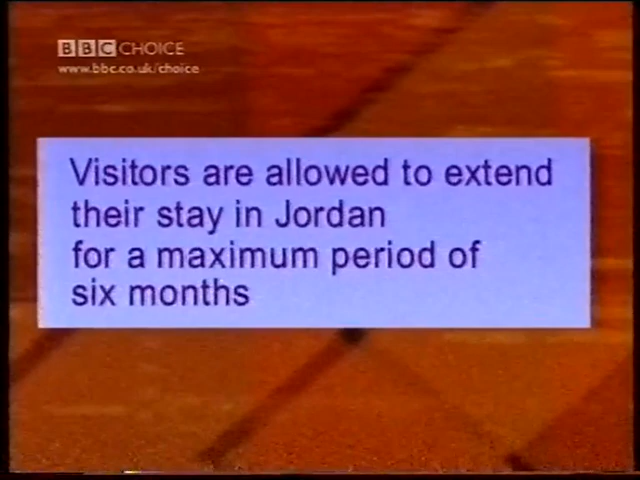 BBC CHOICE
www.bbc.co.uk/choice
Visitors are allowed to extend
their stay in Jordan
for a maximum period of
six months